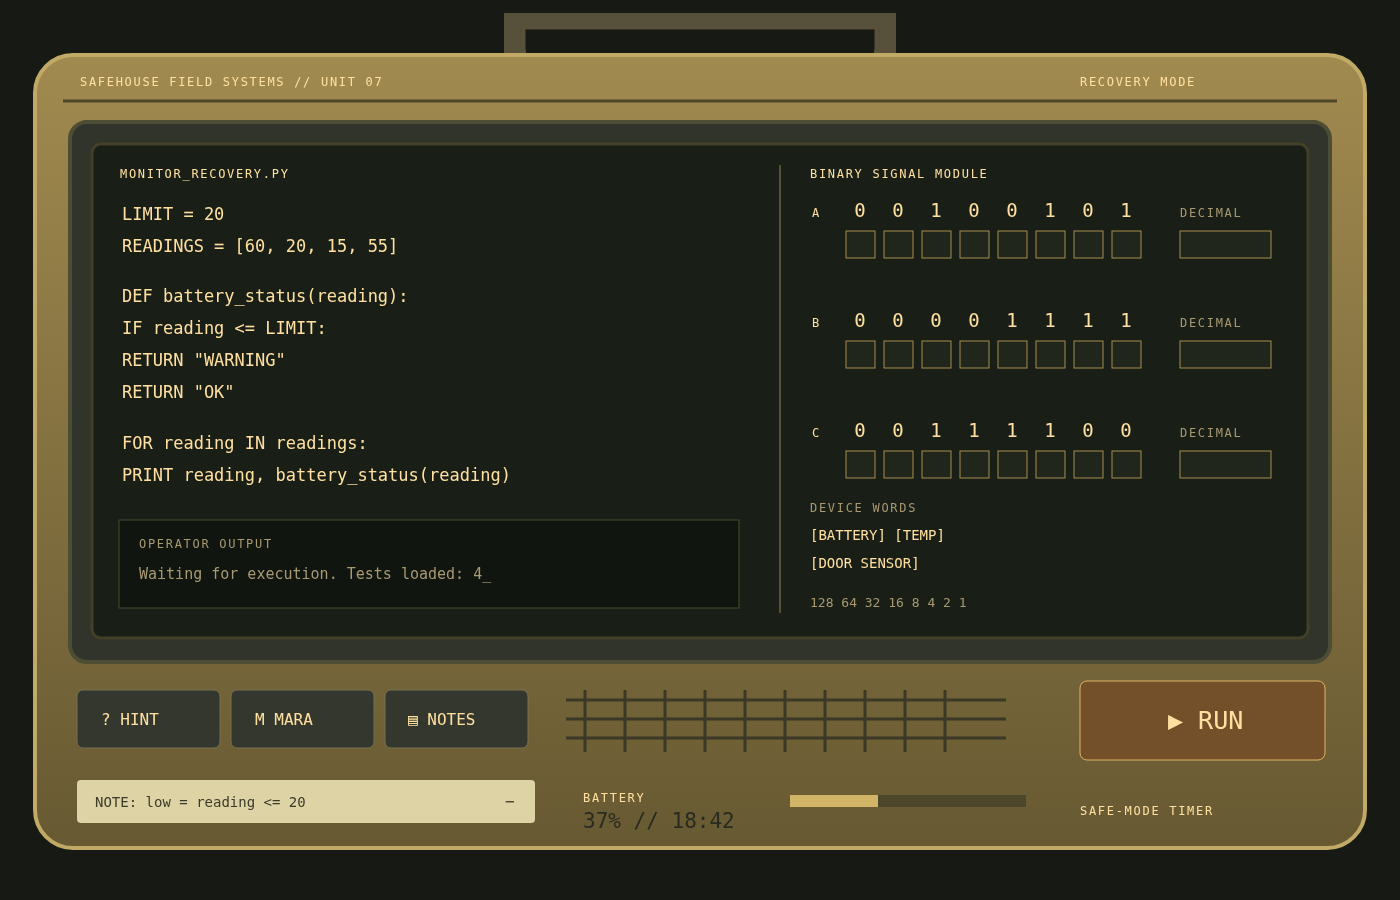 SAFEHOUSE FIELD SYSTEMS // UNIT 07
RECOVERY MODE
MONITOR_RECOVERY.PY
LIMIT = 20
READINGS = [60, 20, 15, 55]
DEF battery_status(reading):
IF reading <= LIMIT:
RETURN "WARNING"
RETURN "OK"
FOR reading IN readings:
PRINT reading, battery_status(reading)
OPERATOR OUTPUT
Waiting for execution. Tests loaded: 4_
BINARY SIGNAL MODULE
A 0 0 1 0 0 1 0 1 DECIMAL
B 0 0 0 0 1 1 1 1 DECIMAL
C 0 0 1 1 1 1 0 0 DECIMAL
DEVICE WORDS
[BATTERY] [TEMP]
[DOOR SENSOR]
128 64 32 16 8 4 2 1
? HINT
M MARA
▤ NOTES
▶ RUN
NOTE: low = reading <= 20 −
BATTERY
37% // 18:42
SAFE-MODE TIMER